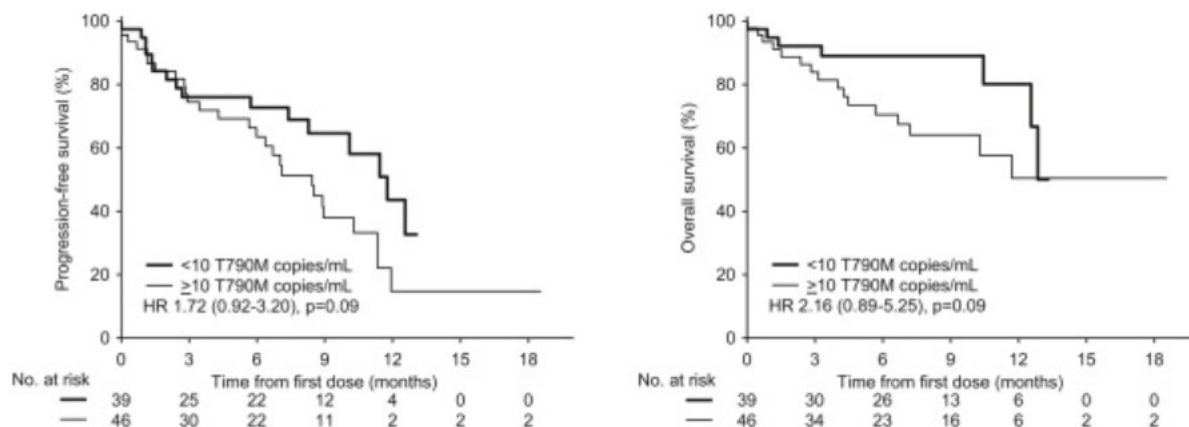 Progression-free survival (%)
100
80
60
40
20
0
<10 T790M copies/mL
≥10 T790M copies/mL
HR 1.72 (0.92-3.20), p=0.09
0 3 6 9 12 15 18
No. at risk
Time from first dose (months)
39 25 22 12 4 0 0
46 30 22 11 2 2 2
Overall survival (%)
100
80
60
40
20
0
<10 T790M copies/mL
≥10 T790M copies/mL
HR 2.16 (0.89-5.25), p=0.09
0 3 6 9 12 15 18
No. at risk
Time from first dose (months)
39 30 26 13 6 0 0
46 34 23 16 6 2 2